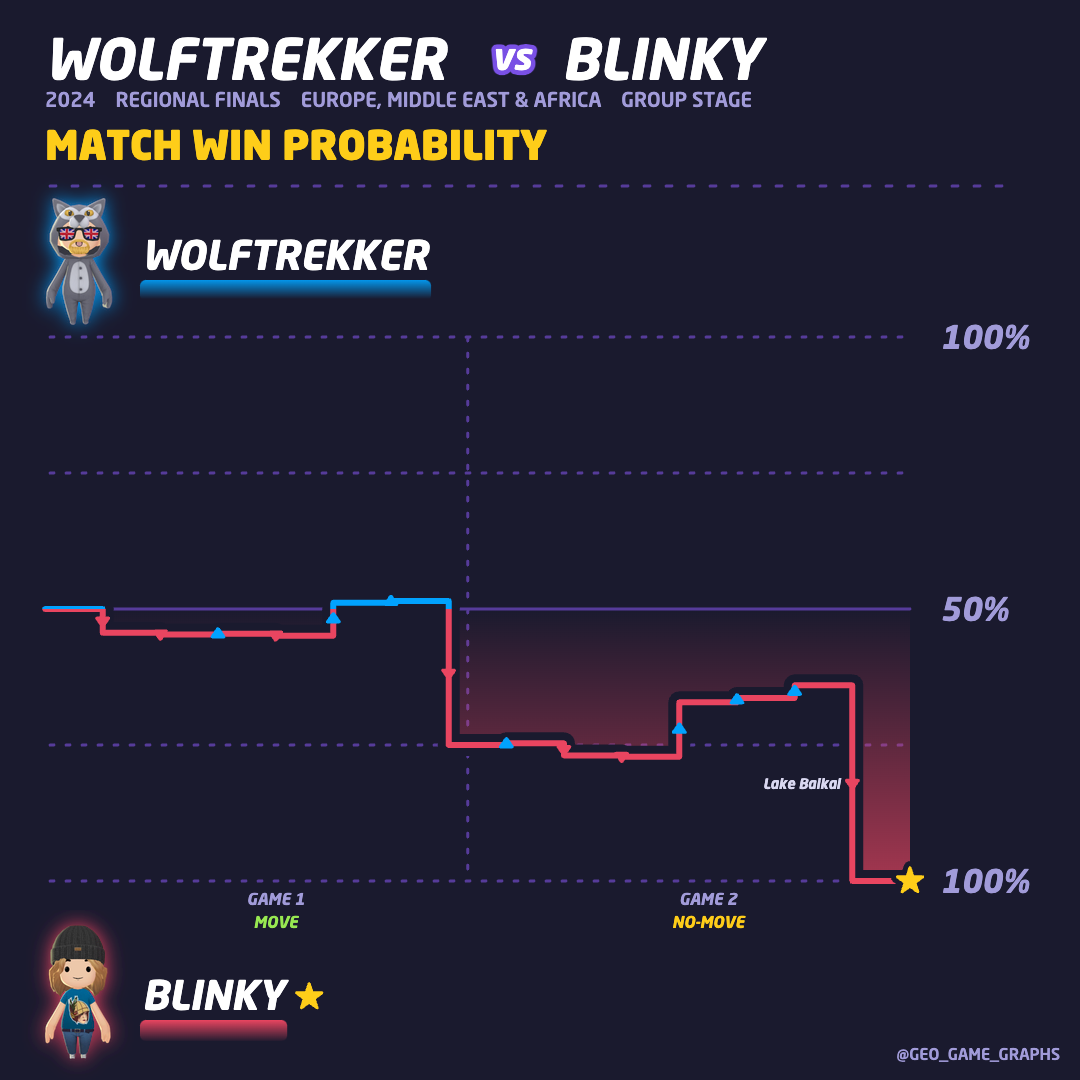 WOLFTREKKER VS BLINKY
2024 REGIONAL FINALS EUROPE, MIDDLE EAST & AFRICA GROUP STAGE
MATCH WIN PROBABILITY
WOLFTREKKER
100%
50%
Lake Baikal
100%
GAME 1
MOVE
GAME 2
NO-MOVE
BLINKY
@GEO_GAME_GRAPHS